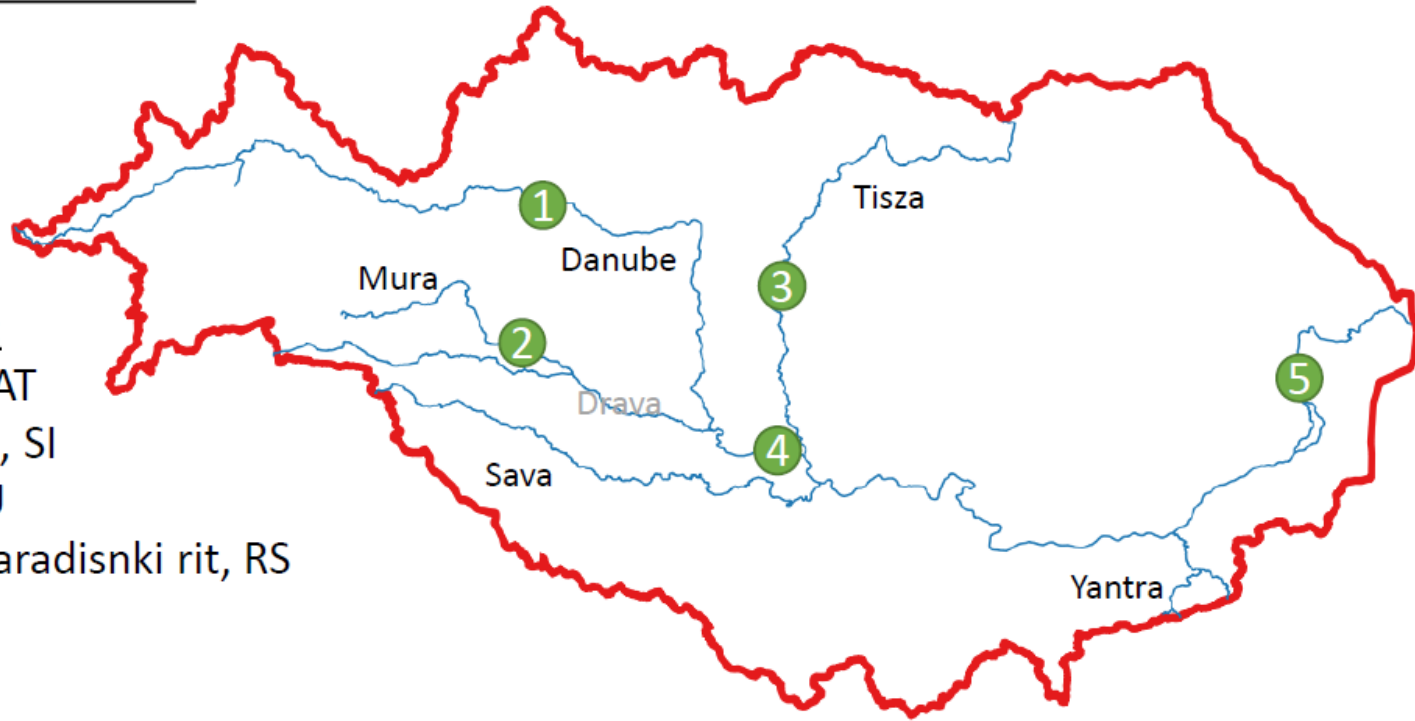 AT
, SI
aradisnki rit, RS
Mura
Danube
Tisza
Drava
Sava
Yantra
1
2
3
4
5